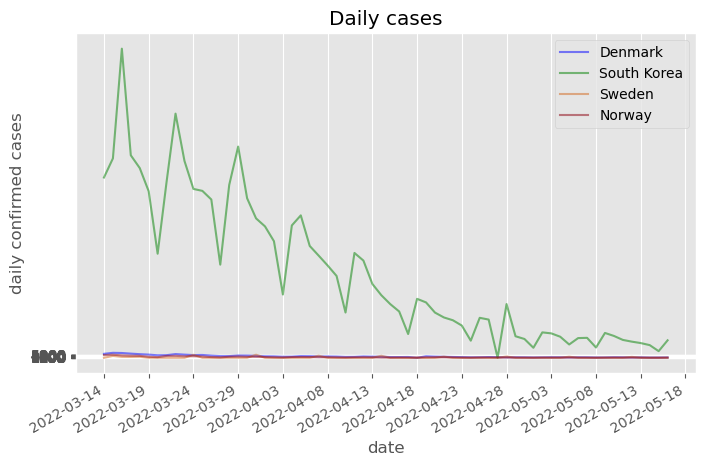 Daily cases
Denmark
South Korea
Sweden
Norway
daily confirmed cases
2022-03-14
2022-03-19
2022-03-24
2022-03-29
2022-04-03
2022-04-08
2022-04-13
2022-04-18
2022-04-23
2022-04-28
2022-05-03
2022-05-08
2022-05-13
2022-05-18
date